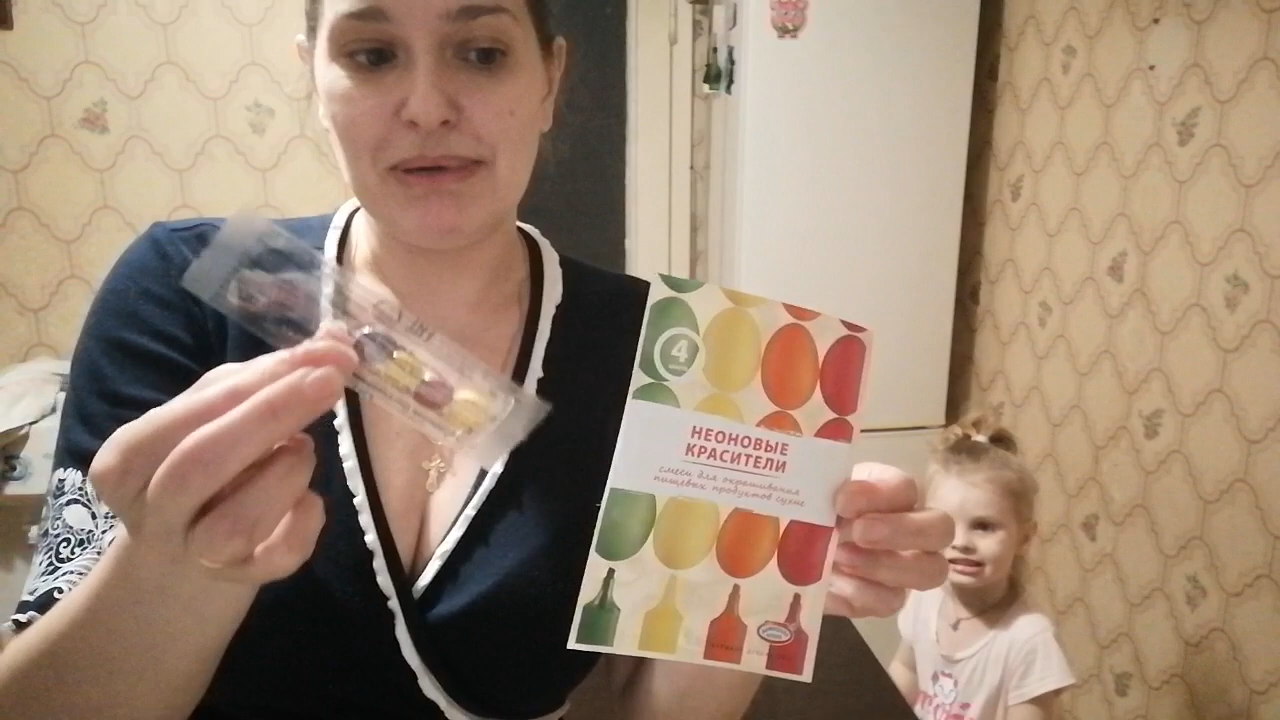 4
НЕОНОВЫЕ
КРАСИТЕЛИ
смеси для окрашивания
пищевых продуктов сухие